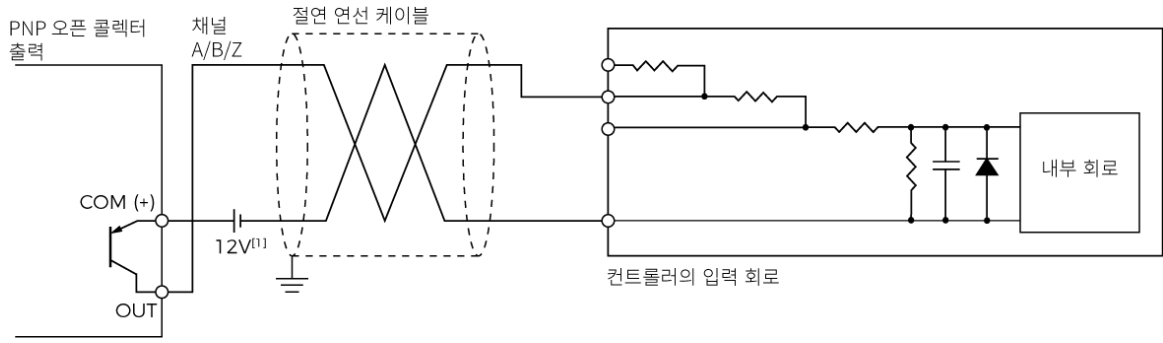 PNP 오픈 콜렉터
출력
채널
A/B/Z
절연 연선 케이블
COM (+)
12V[1]
OUT
내부 회로
컨트롤러의 입력 회로